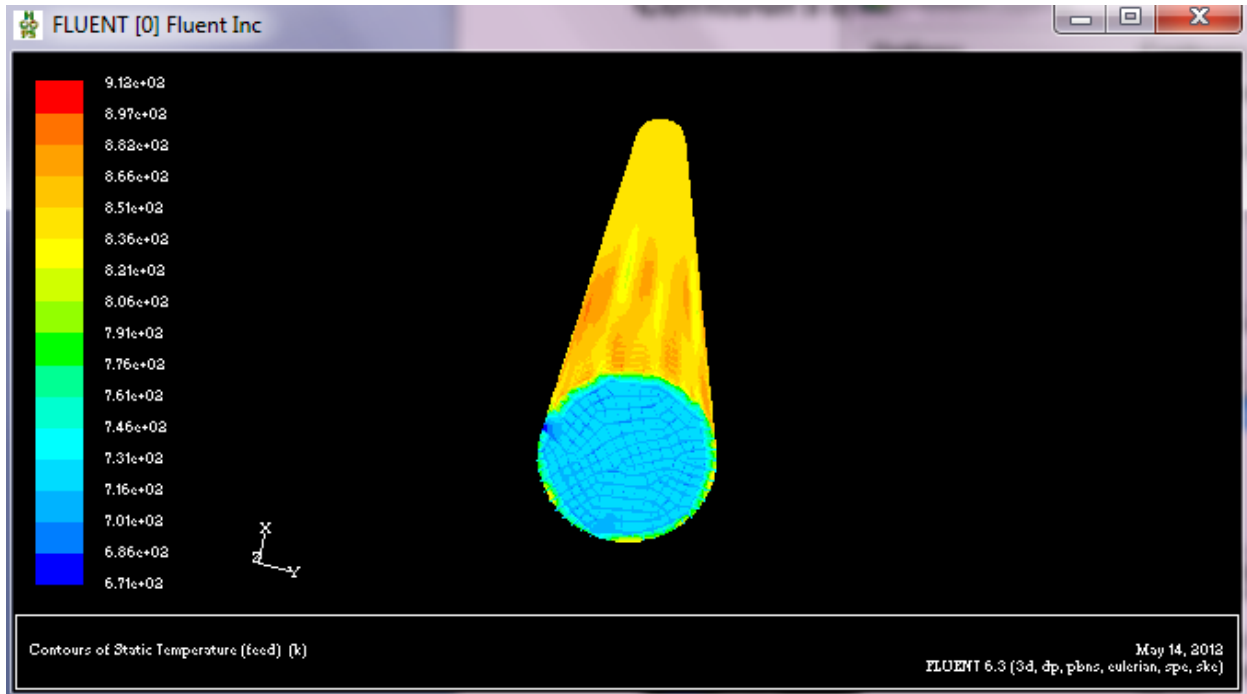 FLUENT [0] Fluent Inc
9.12e+02
8.97e+02
8.82e+02
8.66e+02
8.51e+02
8.36e+02
8.21e+02
8.06e+02
7.91e+02
7.76e+02
7.61e+02
7.46e+02
7.31e+02
7.16e+02
7.01e+02
6.86e+02
6.71e+02
X
Z
Y
Contours of Static Temperature (feed) (k)
May 14, 2012
FLUENT 6.3 (3d, dp, pbns, eulerian, spe, ske)